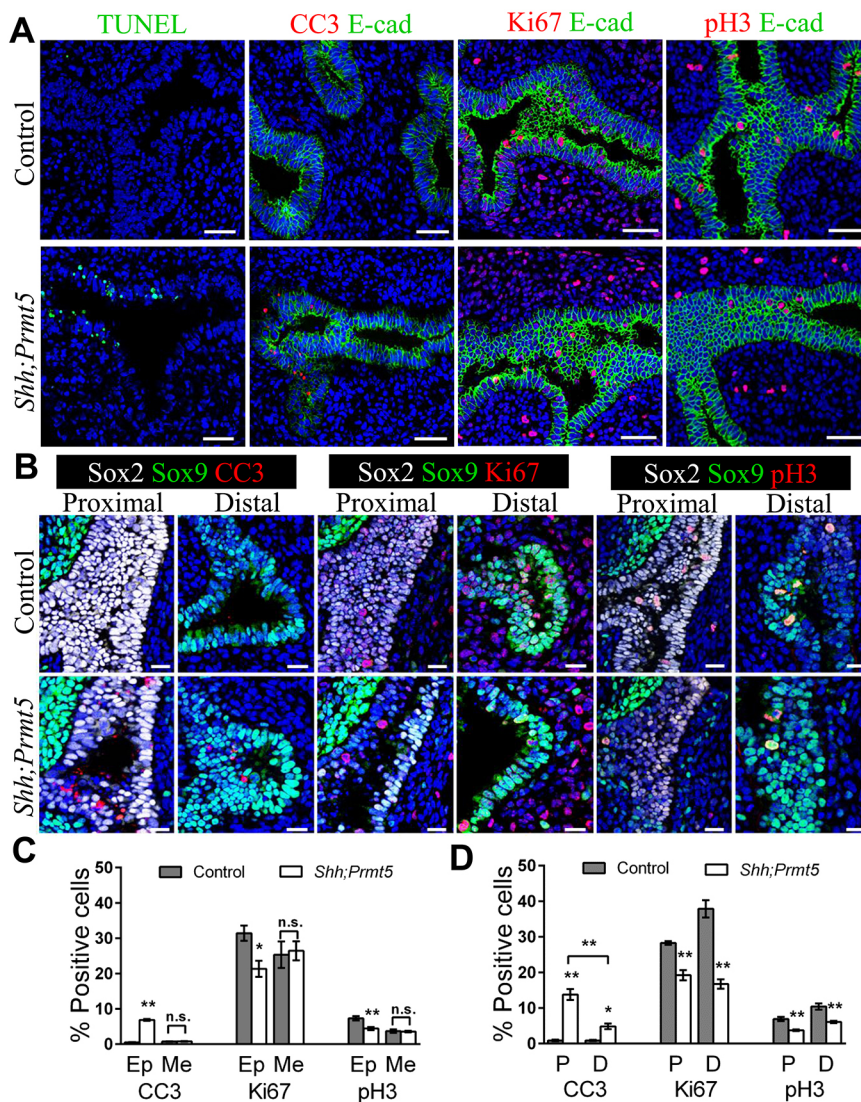 A
TUNEL CC3 E-cad Ki67 E-cad pH3 E-cad
Control
Shh;Prmt5
B
Sox2 Sox9 CC3 Sox2 Sox9 Ki67 Sox2 Sox9 pH3
Proximal Distal Proximal Distal Proximal Distal
Control
Shh;Prmt5
C
Control Shh;Prmt5
% Positive cells
50
40
30
20
10
0
** n.s. * n.s. ** n.s.
Ep Me Ep Me Ep Me
CC3 Ki67 pH3
D
Control Shh;Prmt5
% Positive cells
50
40
30
20
10
0
**
** * ** ** ** **
P D P D P D
CC3 Ki67 pH3